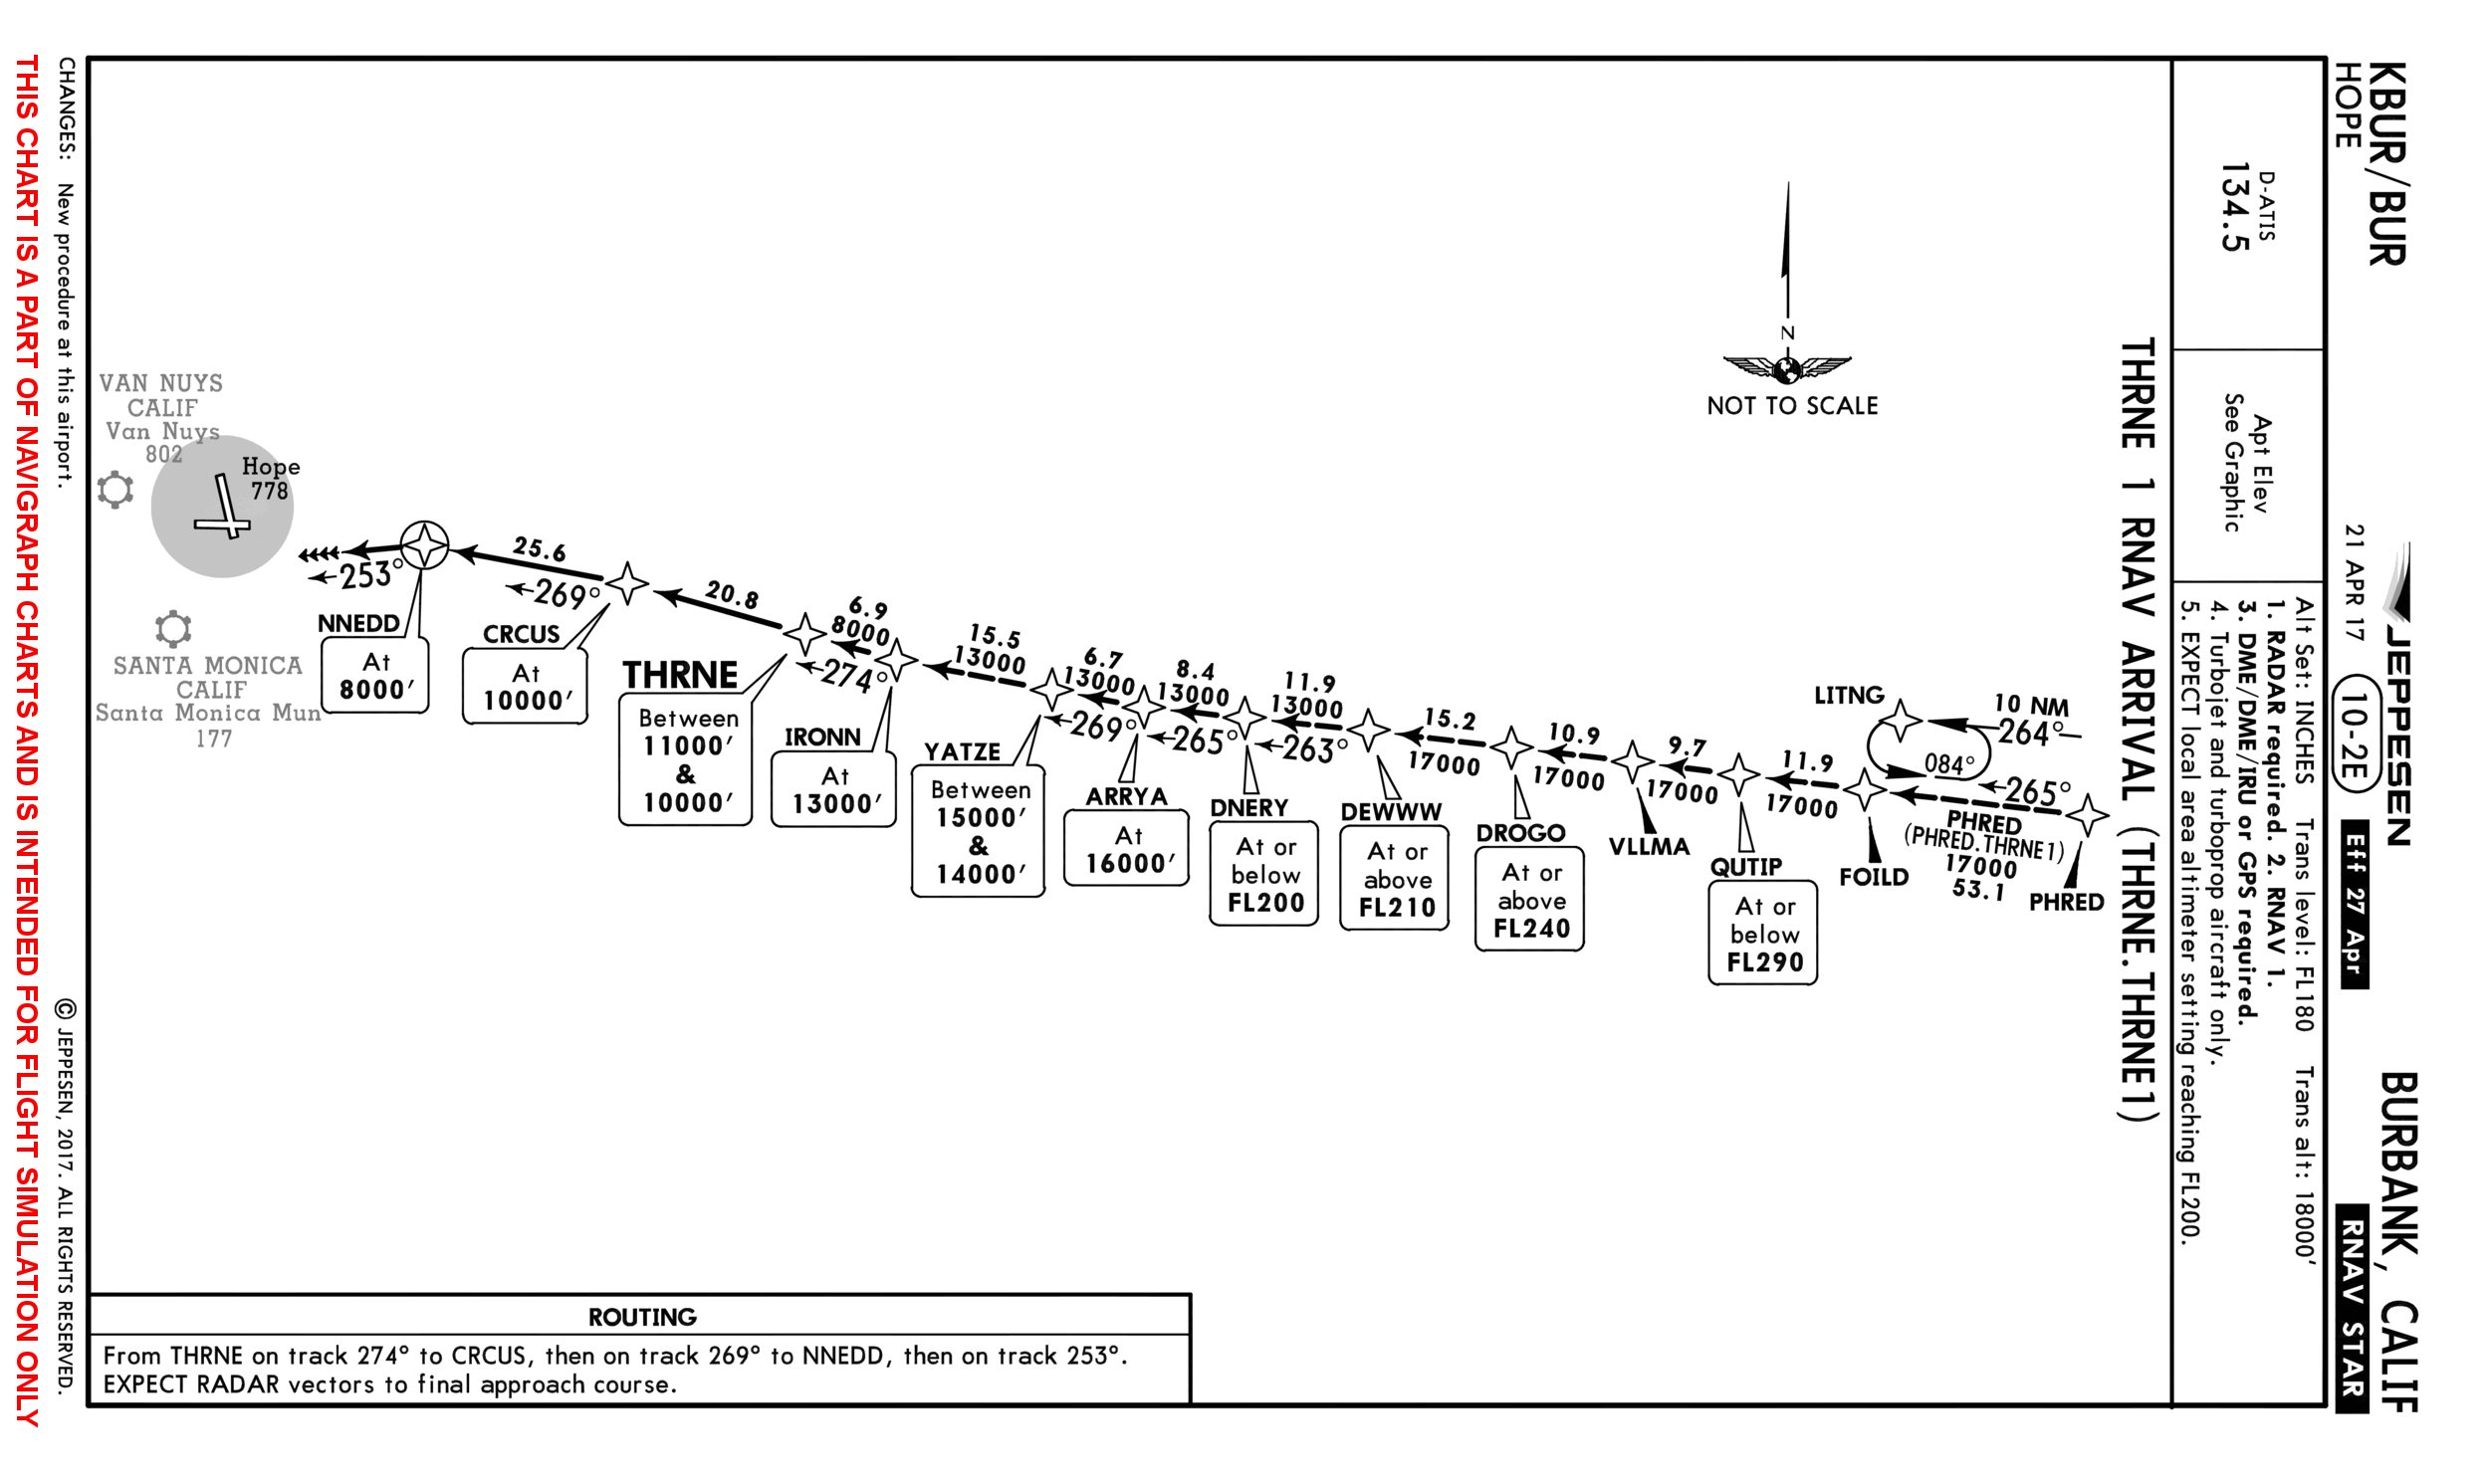 KBUR/BUR
HOPE
JEPPESEN
21 APR 17
10-2E
Eff 27 Apr
BURBANK, CALIF
RNAV STAR
D-ATIS
134.5
Apt Elev
See Graphic
Alt Set: INCHES Trans level: FL180 Trans alt: 18000'
1. RADAR required. 2. RNAV 1.
3. DME/DME/IRU or GPS required.
4. Turbojet and turboprop aircraft only.
5. EXPECT local area altimeter setting reaching FL200.
THRNE 1 RNAV ARRIVAL (THRNE.THRNE1)
N
NOT TO SCALE
VAN NUYS
CALIF
Van Nuys
802
Hope
778
SANTA MONICA
CALIF
Santa Monica Mun
177
253°
NNEDD
At
8000'
25.6
269°
CRCUS
At
10000'
20.8
THRNE
Between
11000'
&
10000'
6.9
8000
274°
IRONN
At
13000'
15.5
13000
YATZE
Between
15000'
&
14000'
6.7
13000
269°
ARRYA
At
16000'
8.4
13000
265°
DNERY
At or
below
FL200
11.9
13000
263°
DEWWW
At or
above
FL210
15.2
17000
DROGO
At or
above
FL240
10.9
17000
VLLMA
9.7
17000
QUTIP
At or
below
FL290
11.9
17000
FOILD
LITNG
10 NM
264°
084°
265°
PHRED
(PHRED.THRNE1)
17000
53.1
PHRED
ROUTING
From THRNE on track 274° to CRCUS, then on track 269° to NNEDD, then on track 253°.
EXPECT RADAR vectors to final approach course.
CHANGES: New procedure at this airport.
© JEPPESEN, 2017. ALL RIGHTS RESERVED.
THIS CHART IS A PART OF NAVIGRAPH CHARTS AND IS INTENDED FOR FLIGHT SIMULATION ONLY